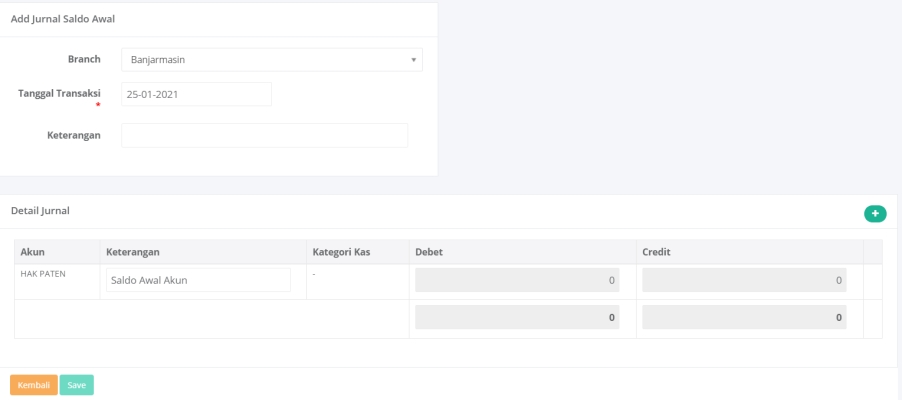 Add Jurnal Saldo Awal
Branch Banjarmasin
Tanggal Transaksi 25-01-2021
*
Keterangan
Detail Jurnal
+
Akun Keterangan Kategori Kas Debet Credit
HAK PATEN Saldo Awal Akun - 0 0
0 0
Kembali Save